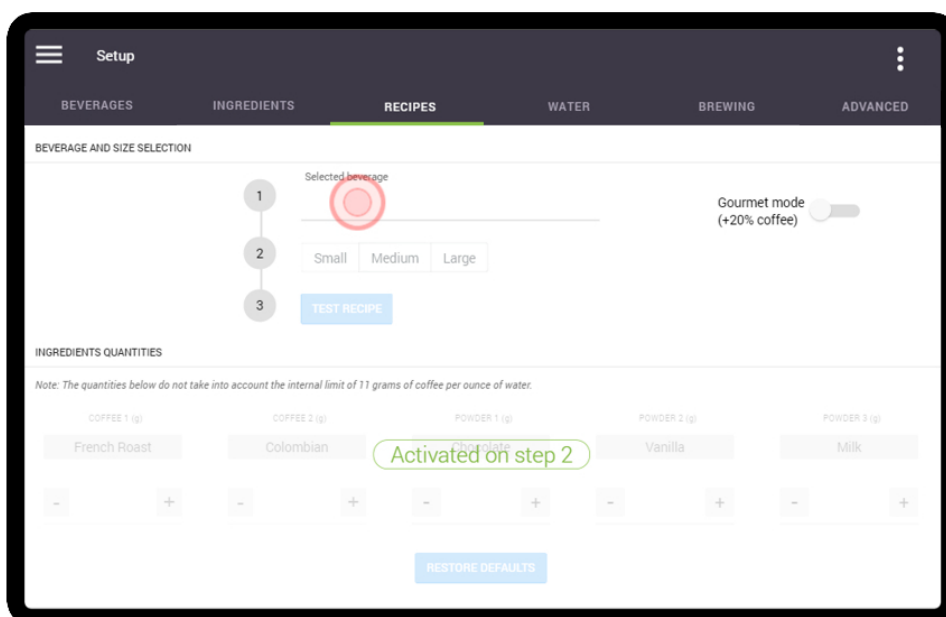 Setup
BEVERAGES INGREDIENTS RECIPES WATER BREWING ADVANCED
BEVERAGE AND SIZE SELECTION
Selected beverage
1
Gourmet mode
(+20% coffee)
2
Small Medium Large
3
TEST RECIPE
INGREDIENTS QUANTITIES
Note: The quantities below do not take into account the internal limit of 11 grams of coffee per ounce of water.
COFFEE 1 (g) COFFEE 2 (g) POWDER 1 (g) POWDER 2 (g) POWDER 3 (g)
French Roast Colombian Chocolate Vanilla Milk
Activated on step 2
- + - + - + - + - +
RESTORE DEFAULTS